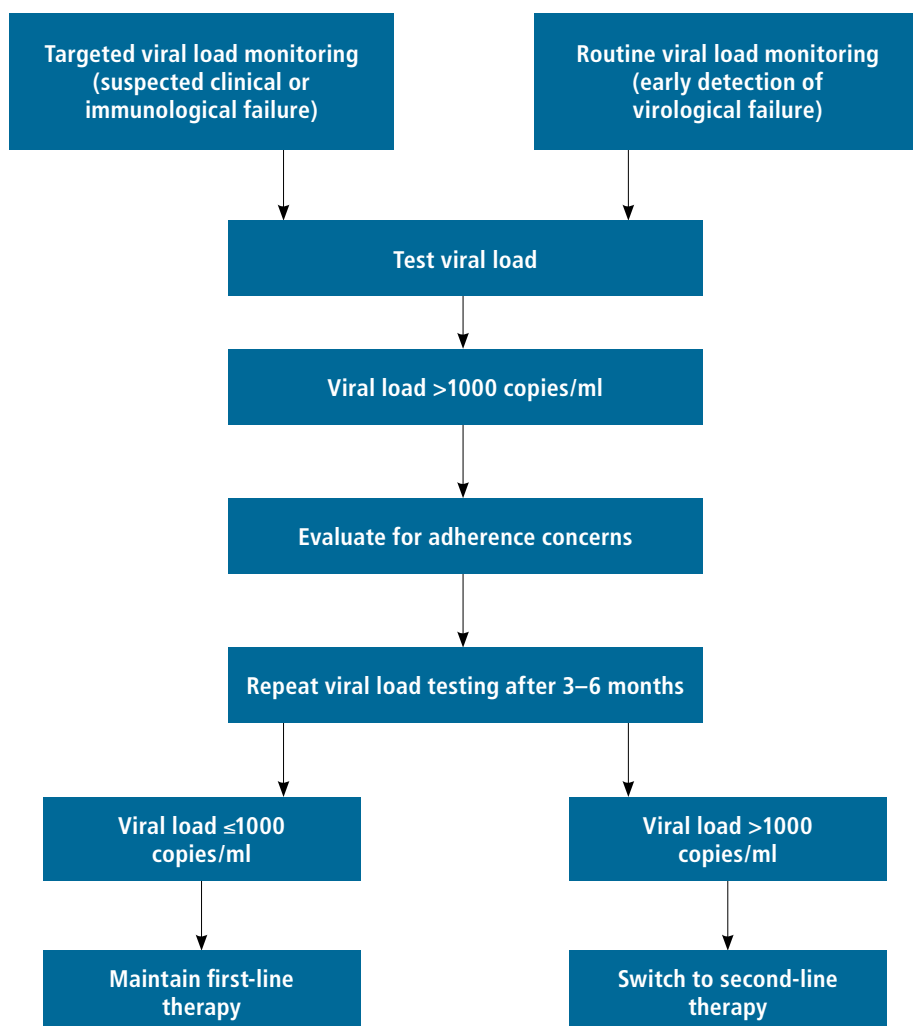 Targeted viral load monitoring
(suspected clinical or
immunological failure)
Routine viral load monitoring
(early detection of
virological failure)
Test viral load
Viral load >1000 copies/ml
Evaluate for adherence concerns
Repeat viral load testing after 3–6 months
Viral load ≤1000
copies/ml
Viral load >1000
copies/ml
Maintain first-line
therapy
Switch to second-line
therapy